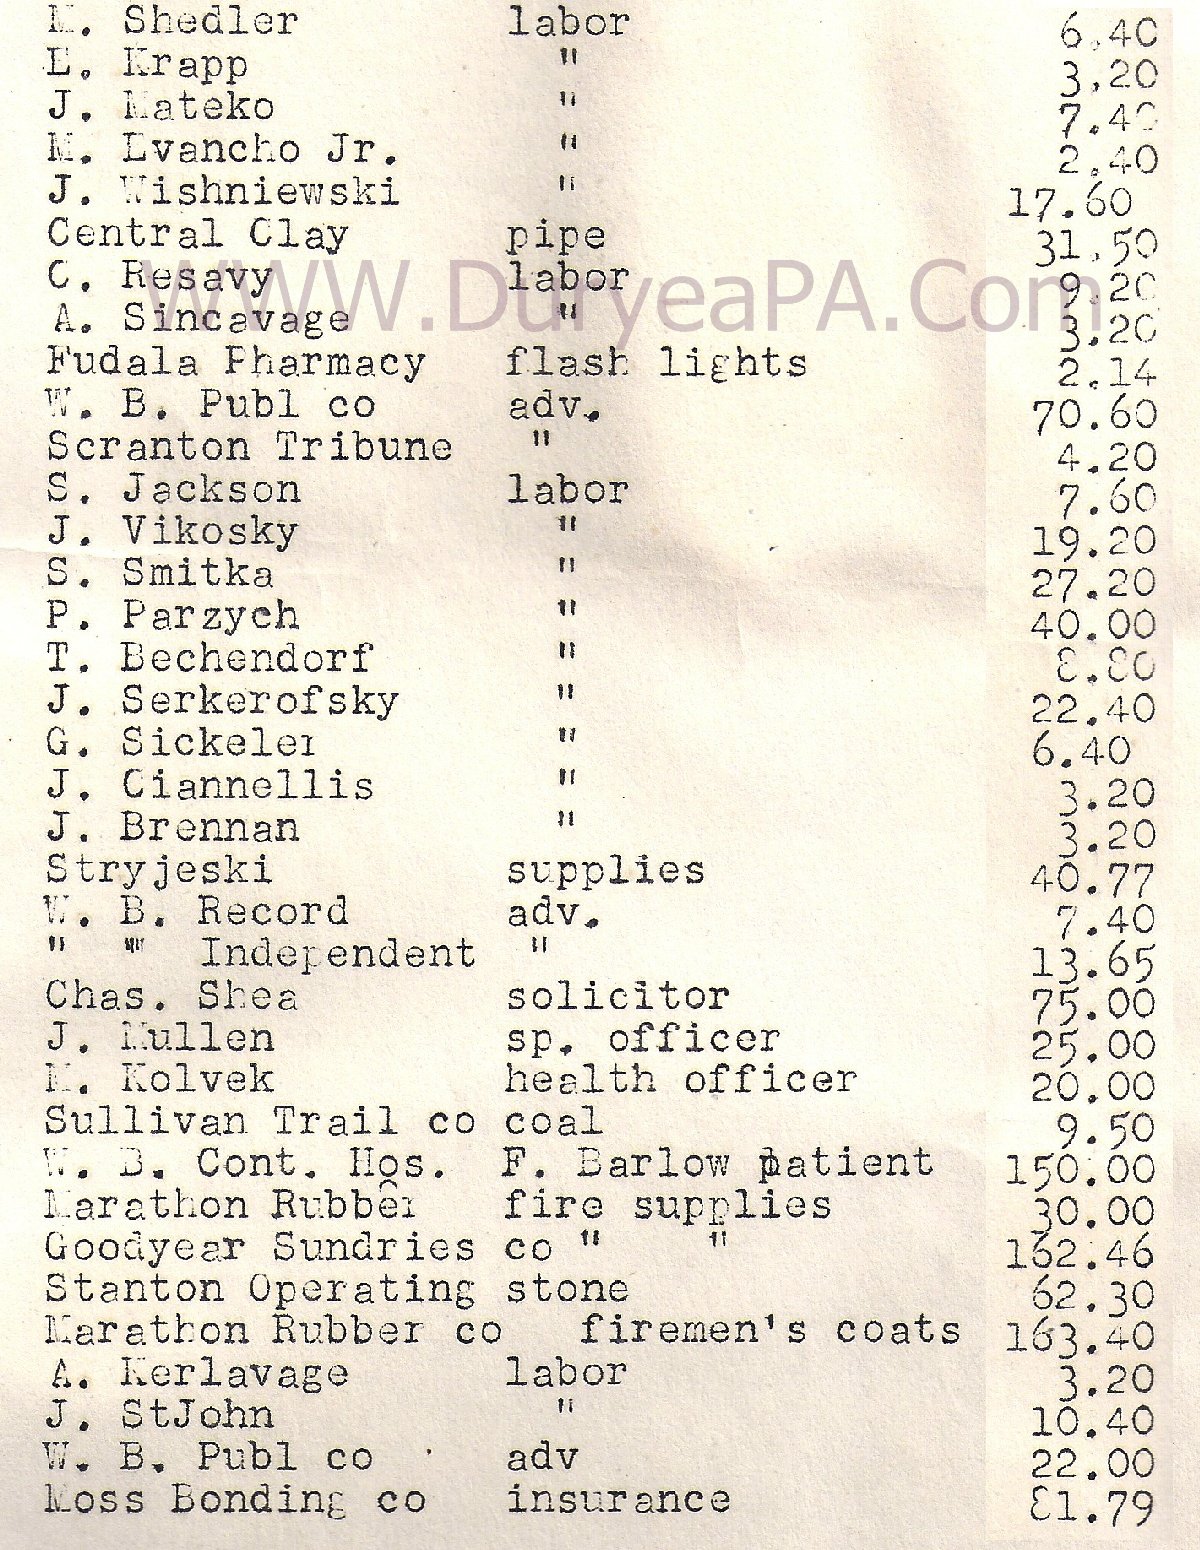 M. Shedler labor 6.40
E. Krapp " 3.20
J. Mateko " 7.40
M. Evancho Jr. " 2.40
J. Wishniewski " 17.60
Central Clay pipe 31.50
C. Resavy labor 9.20
WWW.DuryeaPA.Com
A. Sincavage " 3.20
Fudala Pharmacy flash lights 2.14
W. B. Publ co adv. 70.60
Scranton Tribune " 4.20
S. Jackson labor 7.60
J. Vikosky " 19.20
S. Smitka " 27.20
P. Parzych " 40.00
T. Bechendorf " 8.80
J. Serkerofsky " 22.40
G. Sickeler " 6.40
J. Ciannellis " 3.20
J. Brennan " 3.20
Stryjeski supplies 40.77
W. B. Record adv. 7.40
" " Independent " 13.65
Chas. Shea solicitor 75.00
J. Mullen sp. officer 25.00
M. Kolvek health officer 20.00
Sullivan Trail co coal 9.50
W. B. Cont. Hos. F. Barlow patient 150.00
Marathon Rubber fire supplies 30.00
Goodyear Sundries co " " 162.46
Stanton Operating stone 62.30
Marathon Rubber co firemen's coats 163.40
A. Kerlavage labor 3.20
J. StJohn " 10.40
W. B. Publ co adv 22.00
Moss Bonding co insurance 81.79